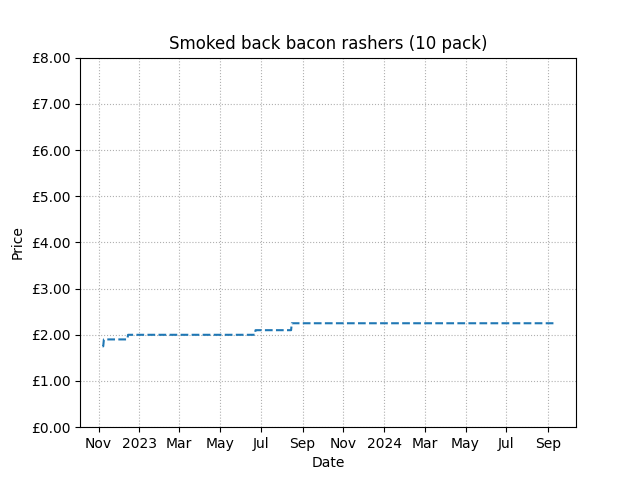 Smoked back bacon rashers (10 pack)
£8.00
£7.00
£6.00
£5.00
£4.00
£3.00
£2.00
£1.00
£0.00
Price
Nov 2023 Mar May Jul Sep Nov 2024 Mar May Jul Sep
Date